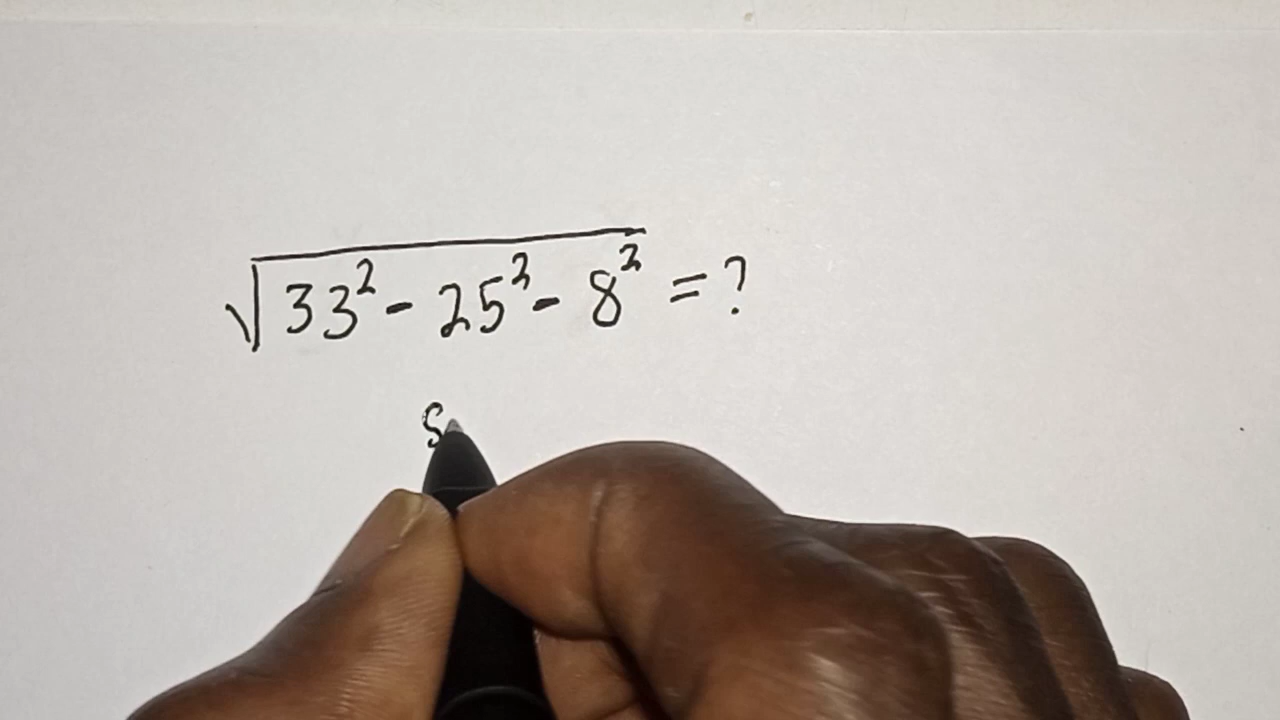 √33² - 25² - 8² = ?
S